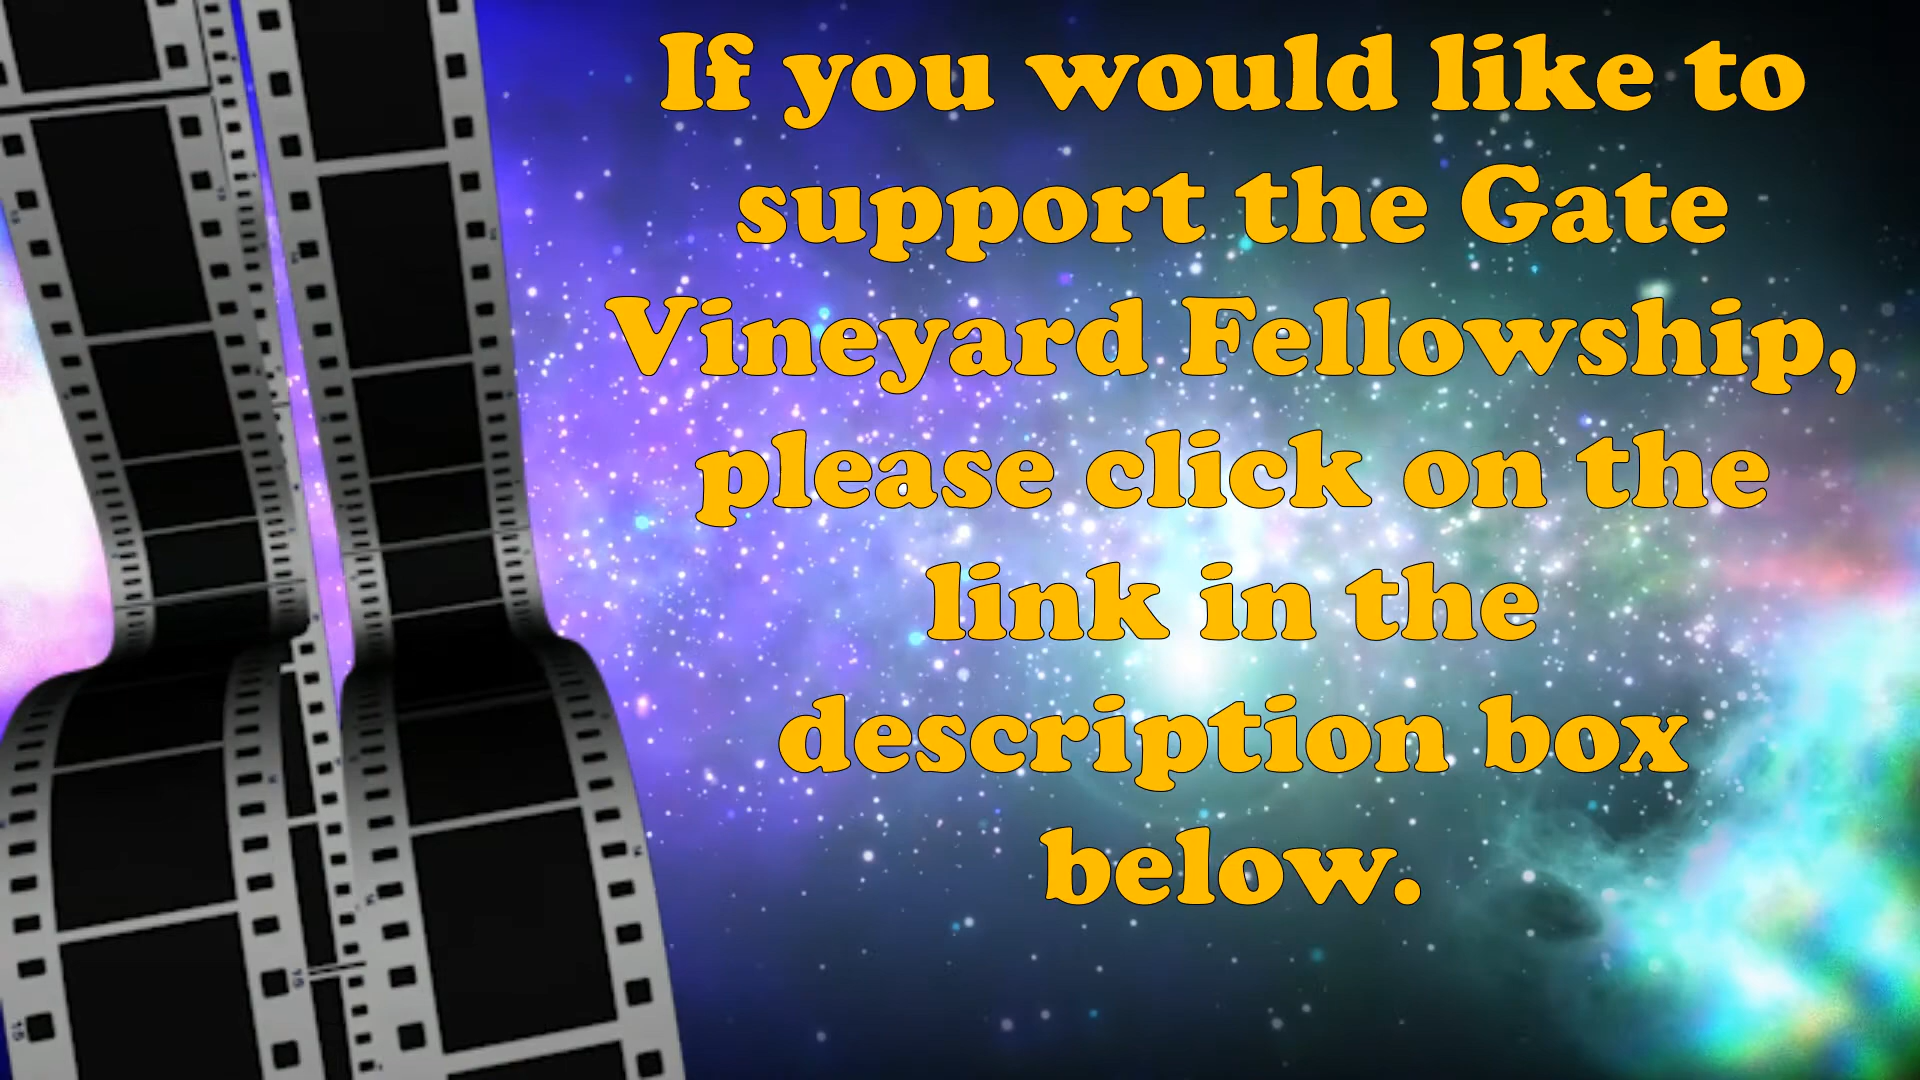 If you would like to
support the Gate
Vineyard Fellowship,
please click on the
link in the
description box
below.